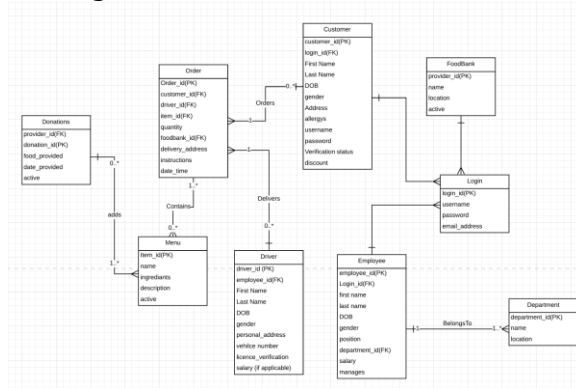 Customer
customer_id(PK)
login_id(FK)
First Name
Last Name
DOB
gender
Address
allergys
username
password
Verification status
discount
FoodBank
provider_id(PK)
name
location
active
Order
Order_id(PK)
customer_id(FK)
driver_id(FK)
item_id(FK)
quantity
foodbank_id(FK)
delivery_address
instructions
date_time
0..*
Orders
1
Donations
provider_id(FK)
donation_id(PK)
food_provided
date_provided
active
0..*
adds
1..*
1..*
Contains
0..*
1
Delivers
0..*
Login
login_id(PK)
username
password
email_address
Menu
item_id(PK)
name
ingrediants
description
active
Driver
driver_id (PK)
employee_id(FK)
First Name
Last Name
DOB
gender
personal_address
vehilce number
licence_verification
salary (if applicable)
Employee
employee_id(PK)
Login_id(FK)
first name
last name
DOB
gender
position
department_id(FK)
salary
manages
1
BelongsTo
1..*
Department
department_id(PK)
name
location